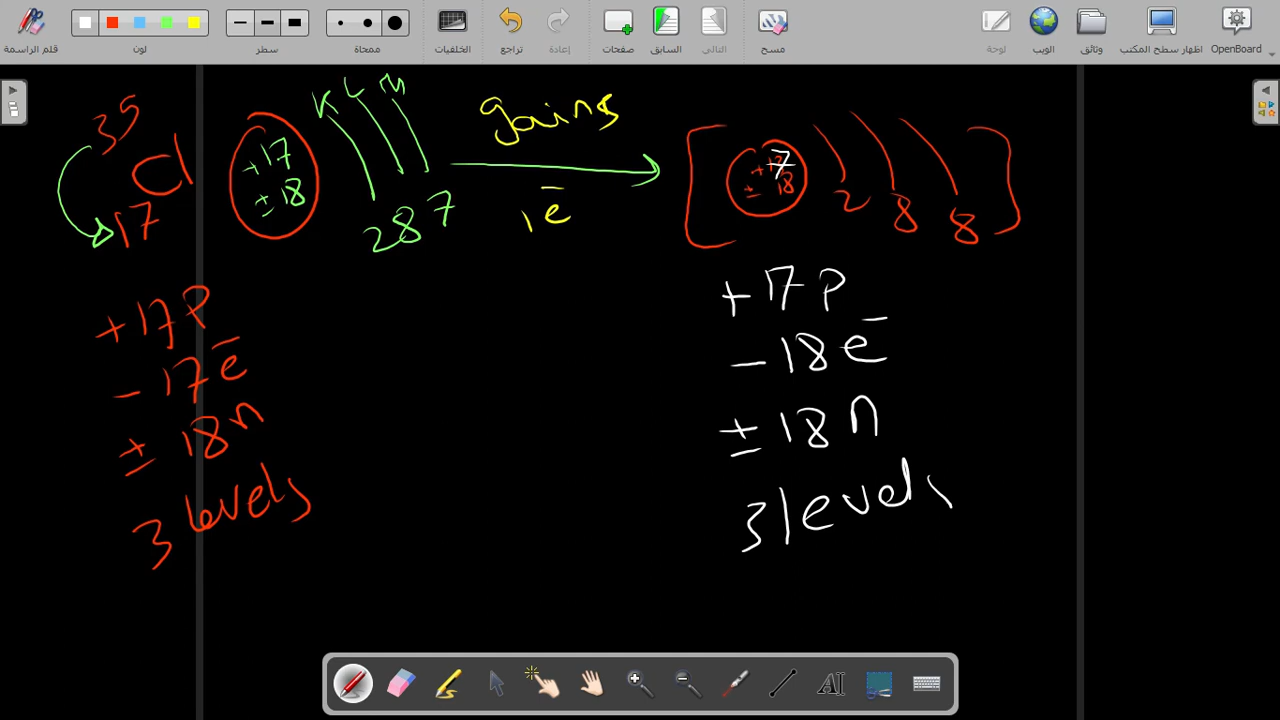 قلم الراسمة
لون
سطر
ممحاة
الخلفيات
تراجع
إعادة
صفحات
السابق
التالي
مسح
لوحة
الويب
وثائق
اظهار سطح المكتب
OpenBoard
35
Cl
17
+17
±18
K L M
2 8 7
gains
1e⁻
+17
±18
2 8 8
+17 P
-17 e⁻
±18 n
3 levels
+17 P
-18 e⁻
±18 n
3 levels
AI